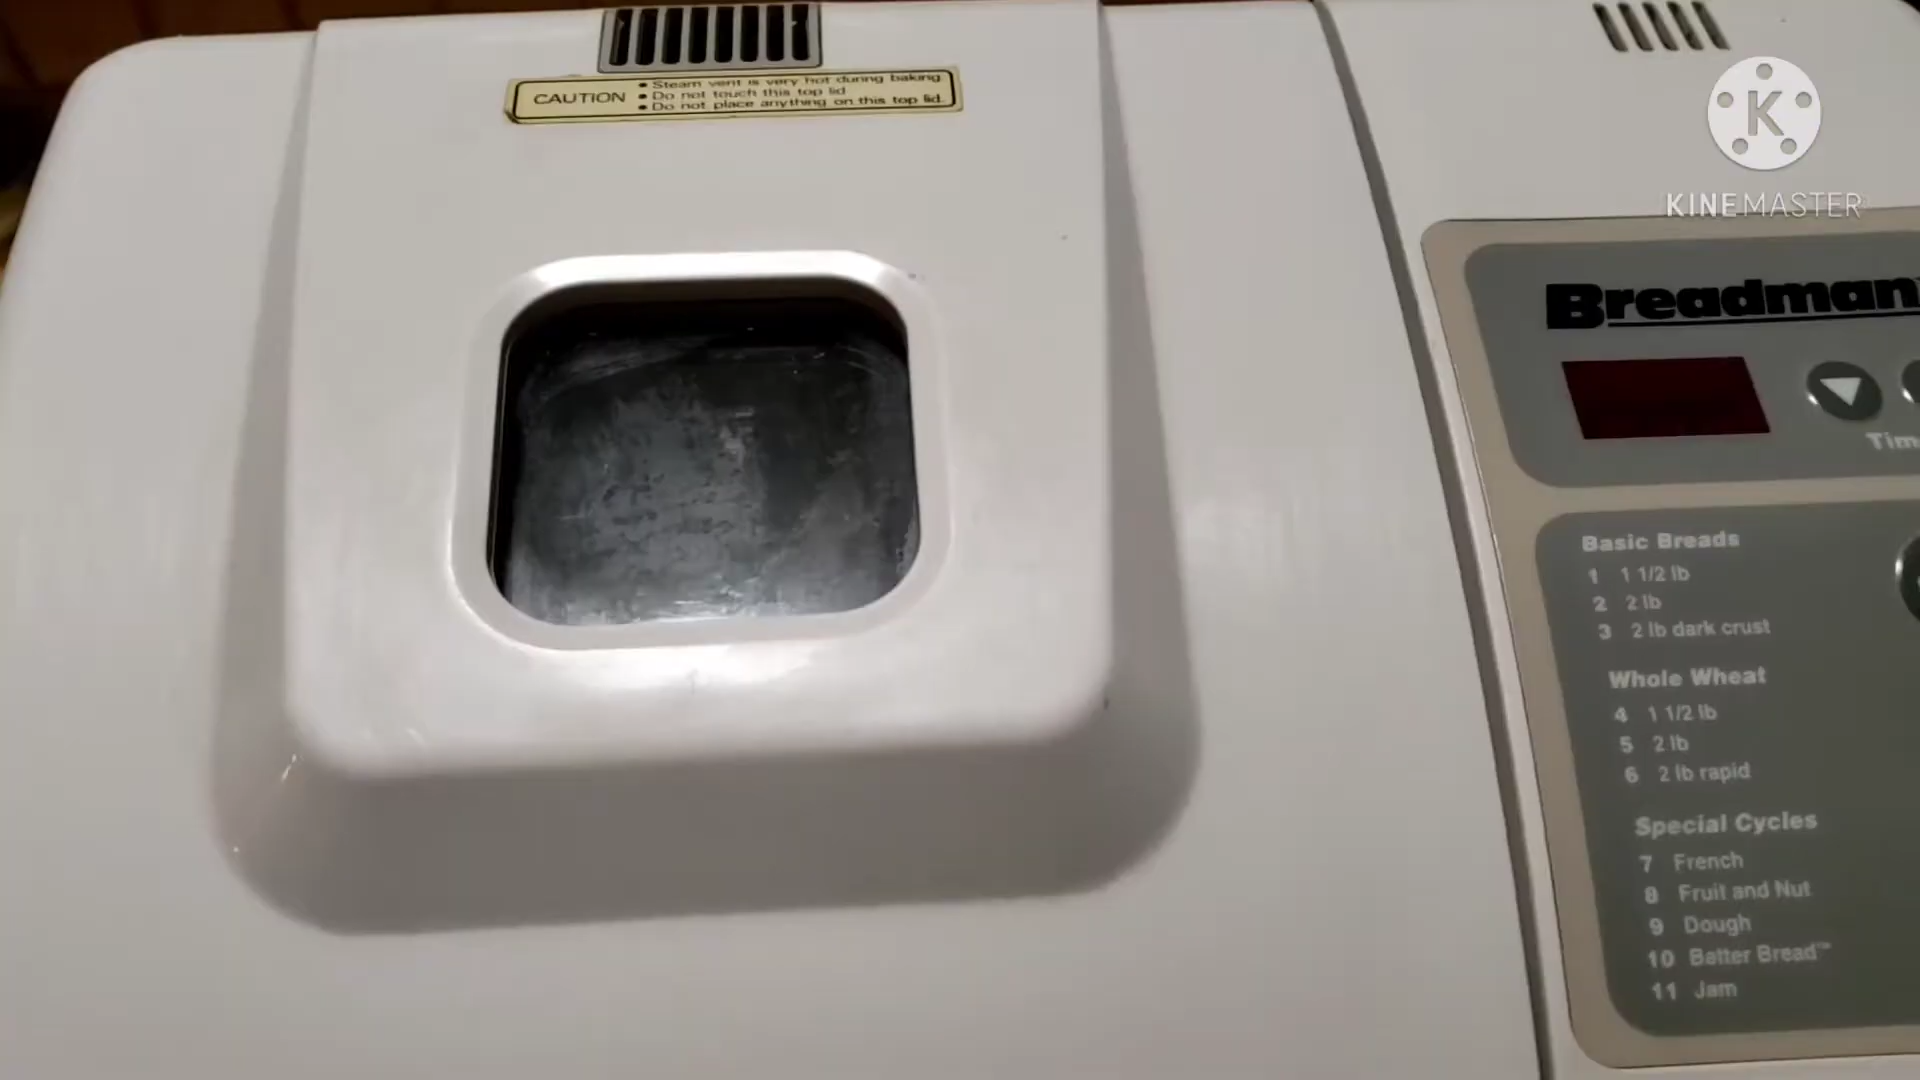 CAUTION
• Steam vent is very hot during baking.
• Do not touch this top lid
• Do not place anything on this top lid.
K
KINEMASTER
Breadman
Basic Breads
1 1 1/2 lb
2 2 lb
3 2 lb dark crust
Whole Wheat
4 1 1/2 lb
5 2 lb
6 2 lb rapid
Special Cycles
7 French
8 Fruit and Nut
9 Dough
10 Batter Bread™
11 Jam